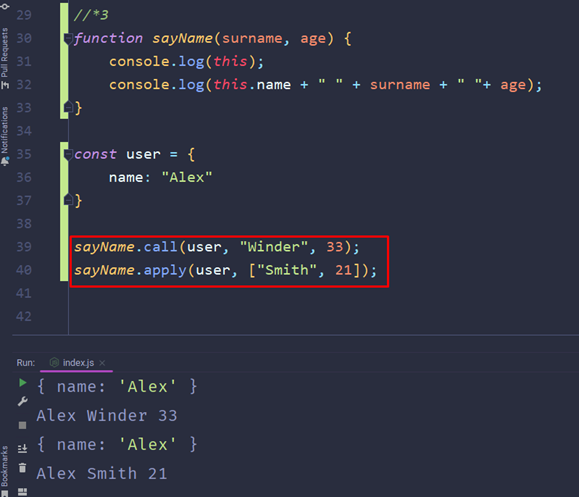 Pull Requests
Notifications
Bookmarks
29 //*3
30 function sayName(surname, age) {
31 console.log(this);
32 console.log(this.name + " " + surname + " "+ age);
33 }
34
35 const user = {
36 name: "Alex"
37 }
38
39 sayName.call(user, "Winder", 33);
40 sayName.apply(user, ["Smith", 21]);
41
42
Run: index.js ×
{ name: 'Alex' }
Alex Winder 33
{ name: 'Alex' }
Alex Smith 21